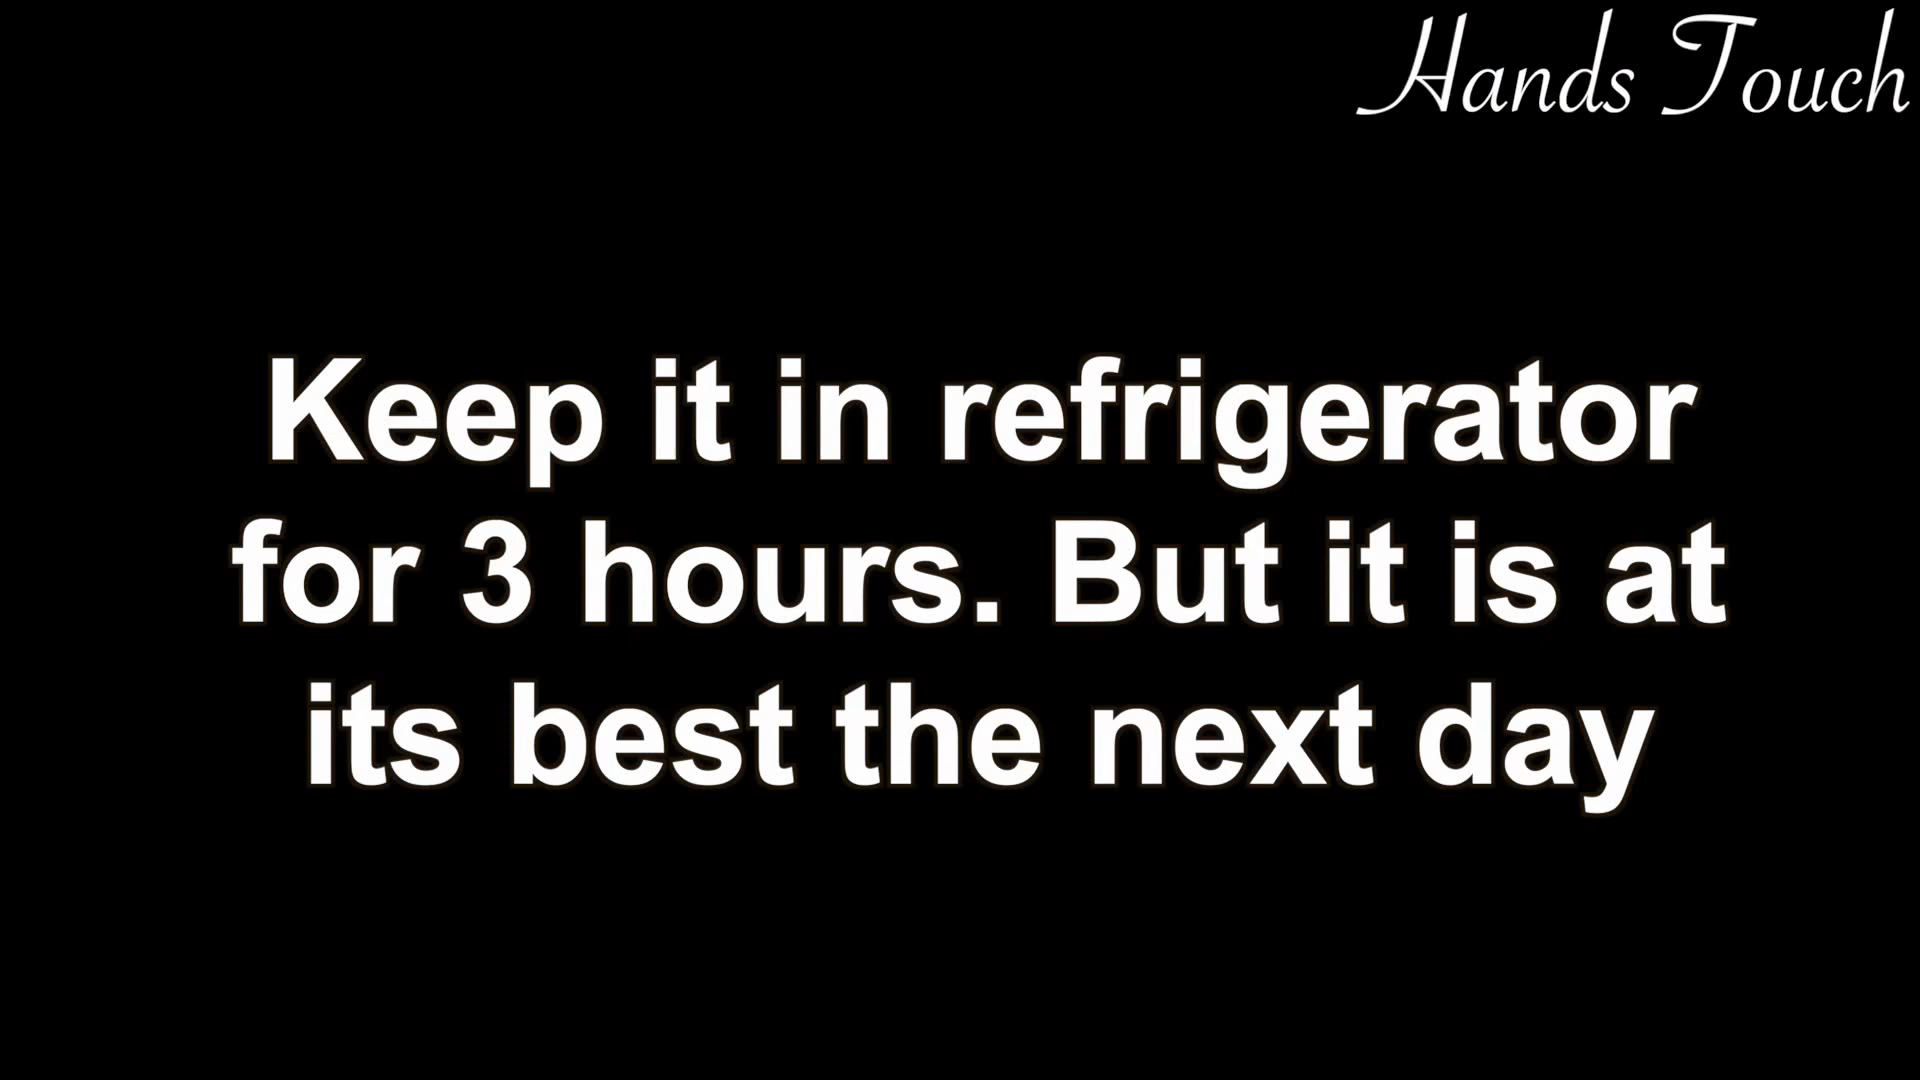 Hands Touch
Keep it in refrigerator
for 3 hours. But it is at
its best the next day